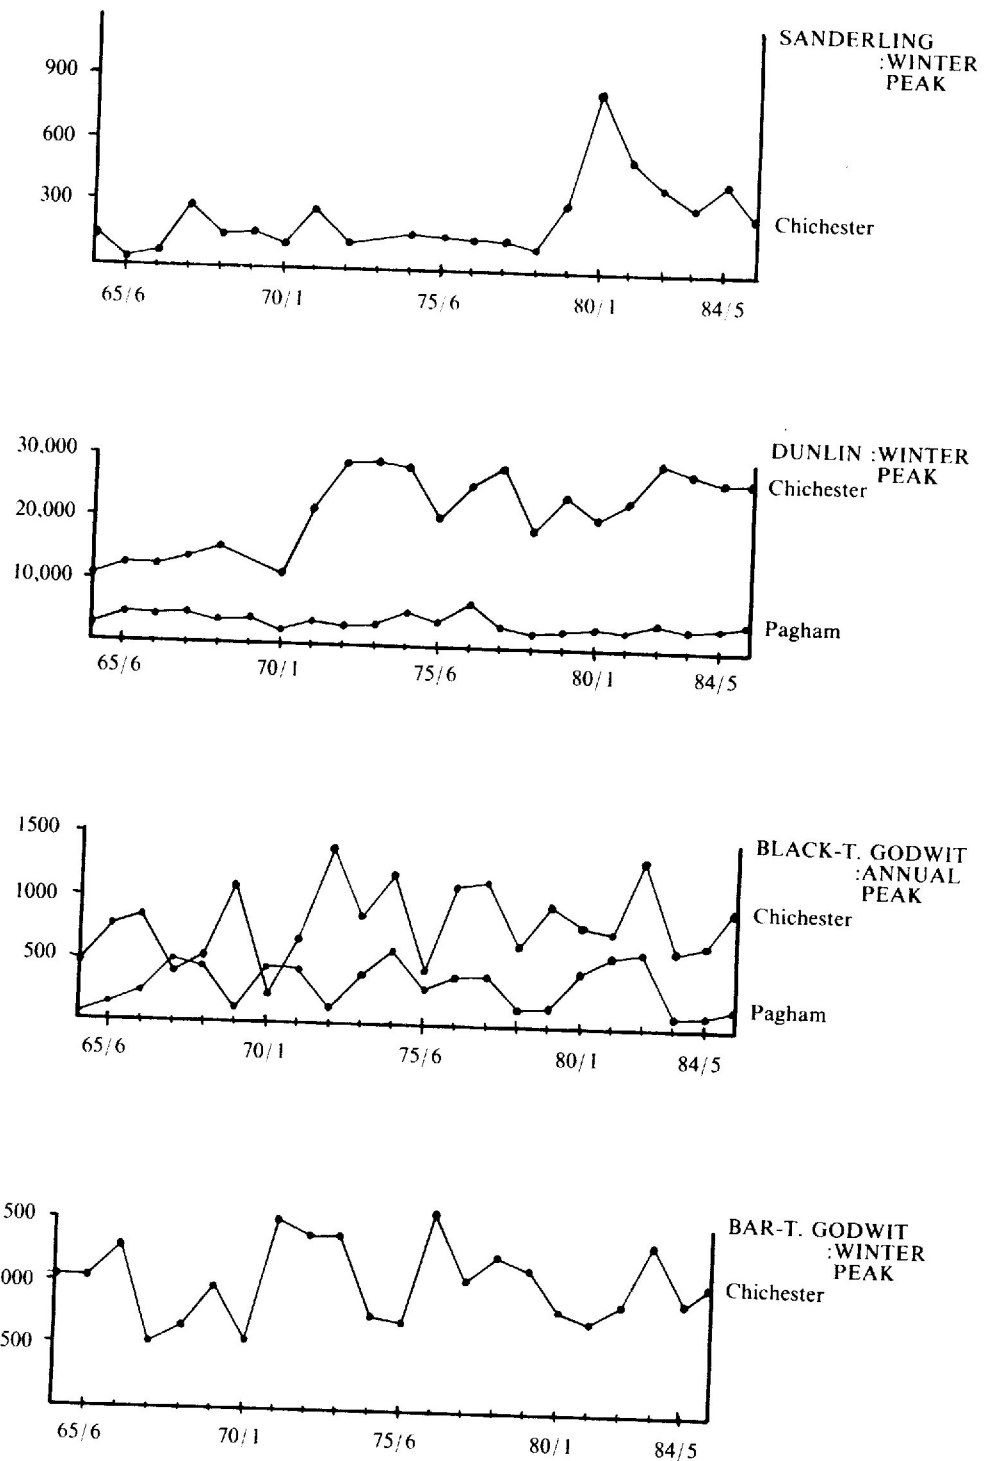 SANDERLING
:WINTER
PEAK
900
600
300
Chichester
65/6 70/1 75/6 80/1 84/5
DUNLIN :WINTER
PEAK
30,000
20,000
10,000
Chichester
Pagham
65/6 70/1 75/6 80/1 84/5
BLACK-T. GODWIT
:ANNUAL
PEAK
1500
1000
500
Chichester
Pagham
65/6 70/1 75/6 80/1 84/5
BAR-T. GODWIT
:WINTER
PEAK
500
000
500
Chichester
65/6 70/1 75/6 80/1 84/5